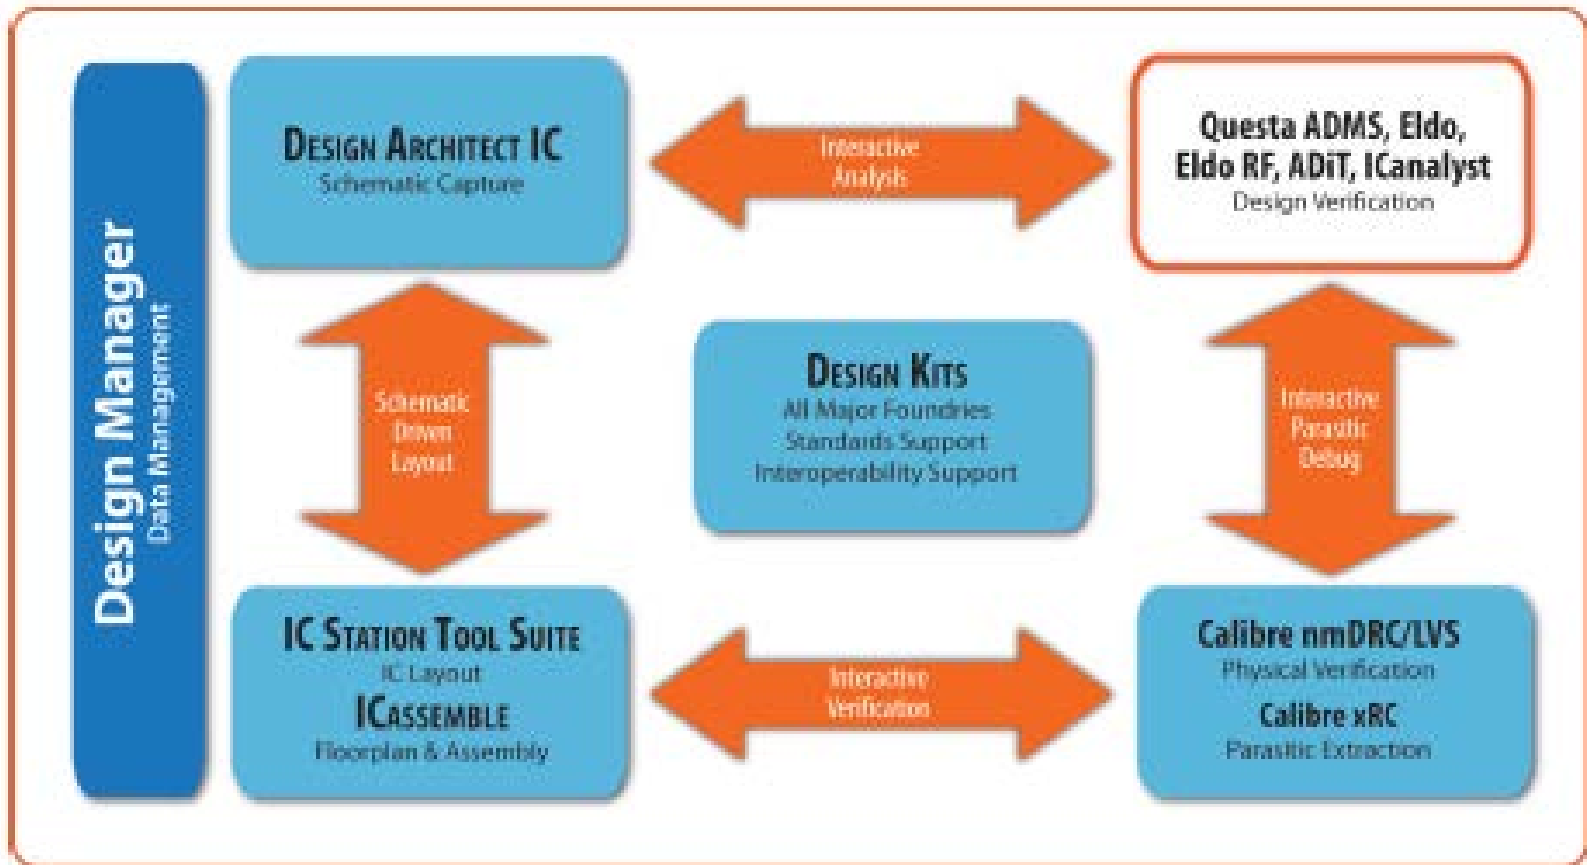 Design Manager
Data Management
DESIGN ARCHITECT IC
Schematic Capture
Interactive
Analysis
Questa ADMS, Eldo,
Eldo RF, ADiT, ICanalyst
Design Verification
Schematic
Driven
Layout
DESIGN KITS
All Major Foundries
Standards Support
Interoperability Support
Interactive
Parasitic
Debug
IC STATION TOOL SUITE
IC Layout
ICASSEMBLE
Floorplan & Assembly
Interactive
Verification
Calibre nmDRC/LVS
Physical Verification
Calibre xRC
Parasitic Extraction